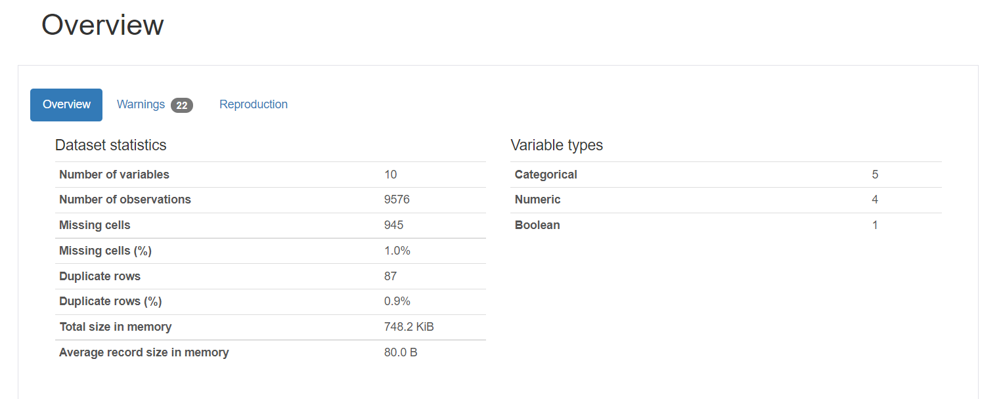 Overview
Overview Warnings 22 Reproduction
Dataset statistics
Number of variables 10
Number of observations 9576
Missing cells 945
Missing cells (%) 1.0%
Duplicate rows 87
Duplicate rows (%) 0.9%
Total size in memory 748.2 KiB
Average record size in memory 80.0 B
Variable types
Categorical 5
Numeric 4
Boolean 1